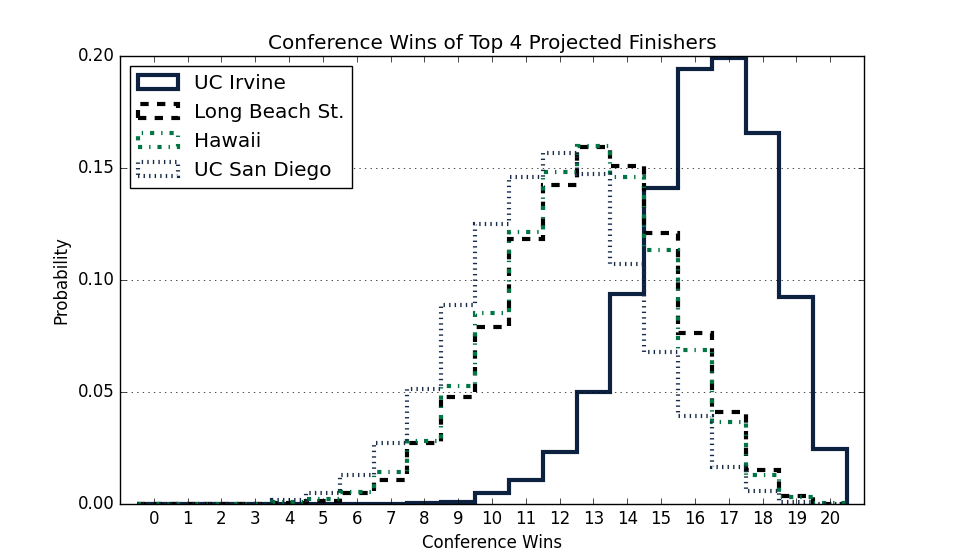 Conference Wins of Top 4 Projected Finishers
0.20
UC Irvine
Long Beach St.
Hawaii
UC San Diego
0.15
0.10
0.05
0.00
Probability
0 1 2 3 4 5 6 7 8 9 10 11 12 13 14 15 16 17 18 19 20
Conference Wins